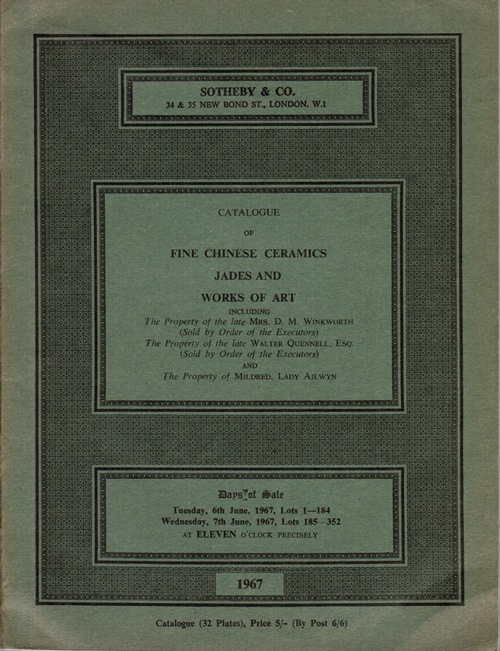 SOTHEBY & CO.
34 & 35 NEW BOND ST., LONDON. W.1
CATALOGUE
OF
FINE CHINESE CERAMICS
JADES AND
WORKS OF ART
INCLUDING
The Property of the late MRS. D. M. WINKWORTH
(Sold by Order of the Executors)
The Property of the late WALTER QUENNELL, ESQ.
(Sold by Order of the Executors)
AND
The Property of MILDRED, LADY AILWYN
Days of Sale
Tuesday, 6th June, 1967, Lots 1—184
Wednesday, 7th June, 1967, Lots 185—352
AT ELEVEN O'CLOCK PRECISELY
1967
Catalogue (32 Plates), Price 5/- (By Post 6/6)